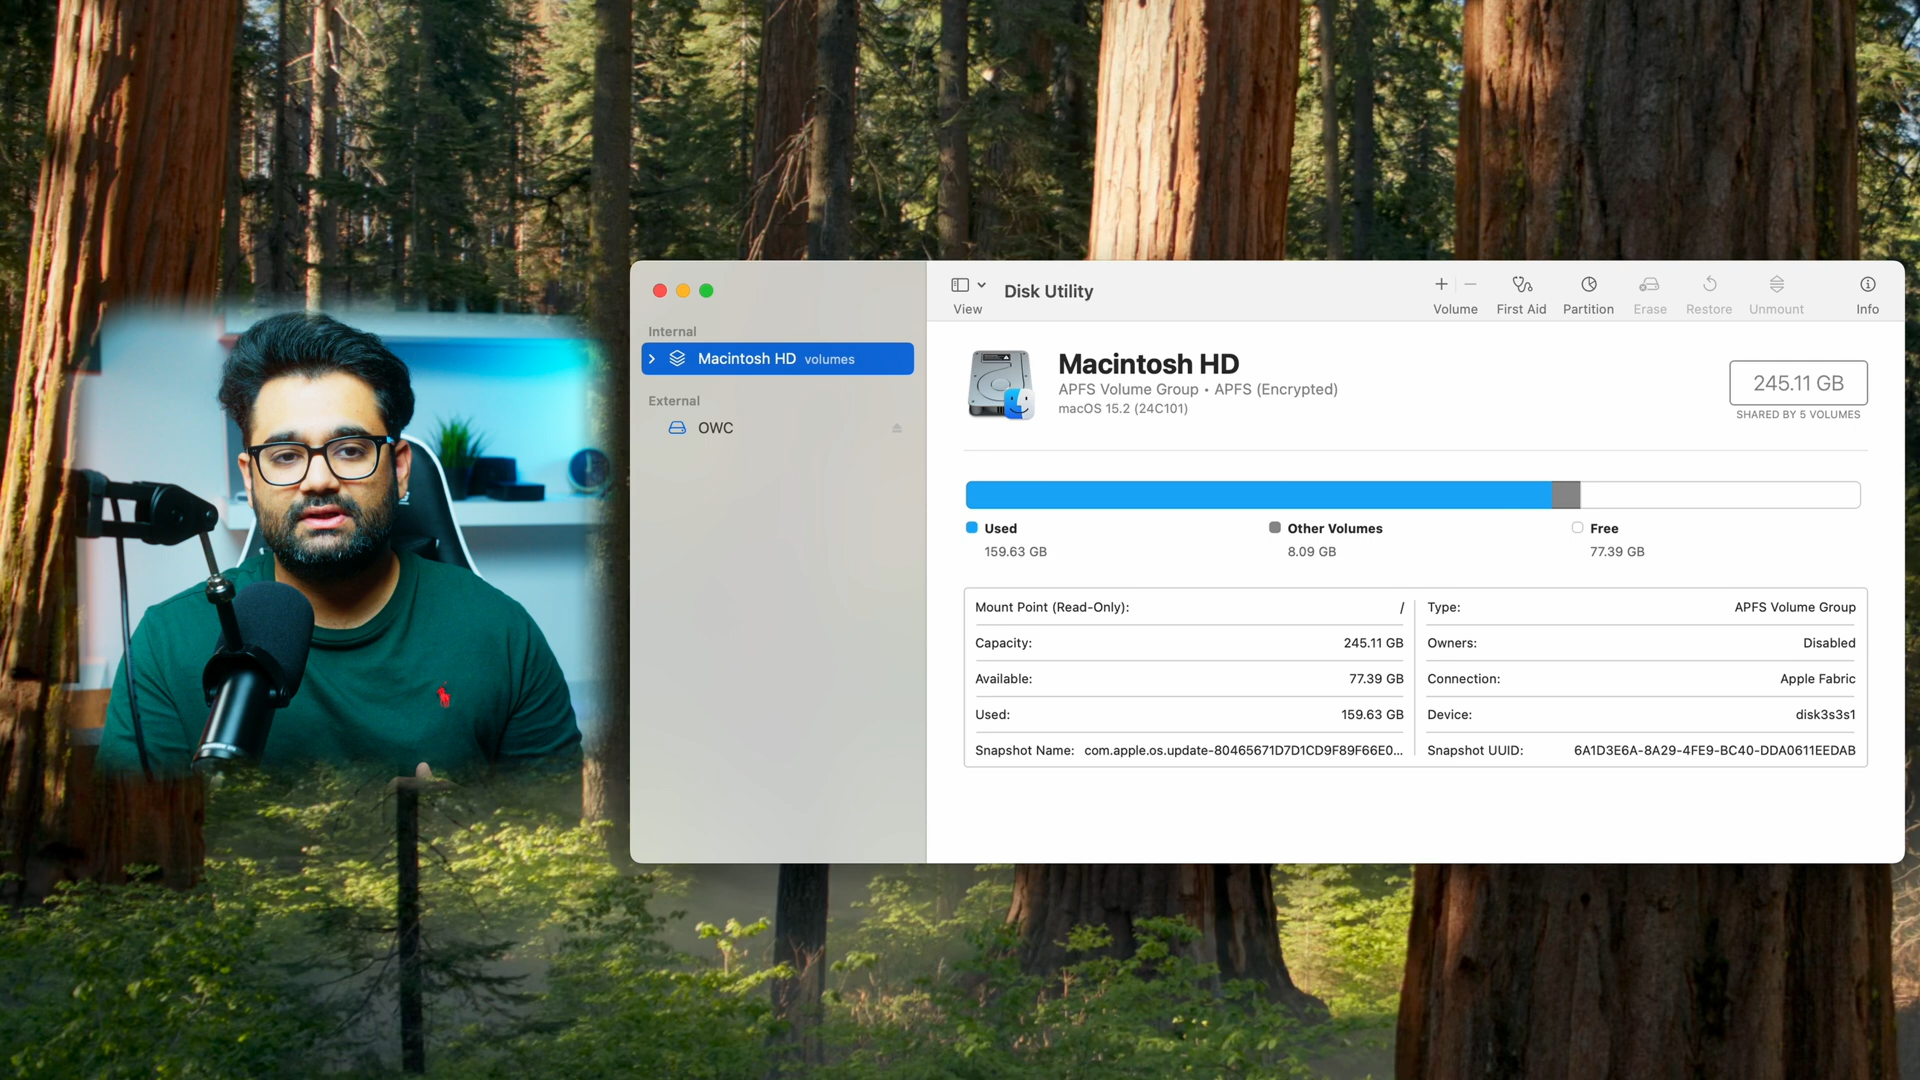 View
Disk Utility
Volume
First Aid
Partition
Erase
Restore
Unmount
Info
Internal
Macintosh HD volumes
External
OWC
Macintosh HD
APFS Volume Group • APFS (Encrypted)
macOS 15.2 (24C101)
245.11 GB
SHARED BY 5 VOLUMES
Used
159.63 GB
Other Volumes
8.09 GB
Free
77.39 GB
Mount Point (Read-Only): /
Capacity: 245.11 GB
Available: 77.39 GB
Used: 159.63 GB
Snapshot Name: com.apple.os.update-80465671D7D1CD9F89F66E0...
Type: APFS Volume Group
Owners: Disabled
Connection: Apple Fabric
Device: disk3s3s1
Snapshot UUID: 6A1D3E6A-8A29-4FE9-BC40-DDA0611EEDAB